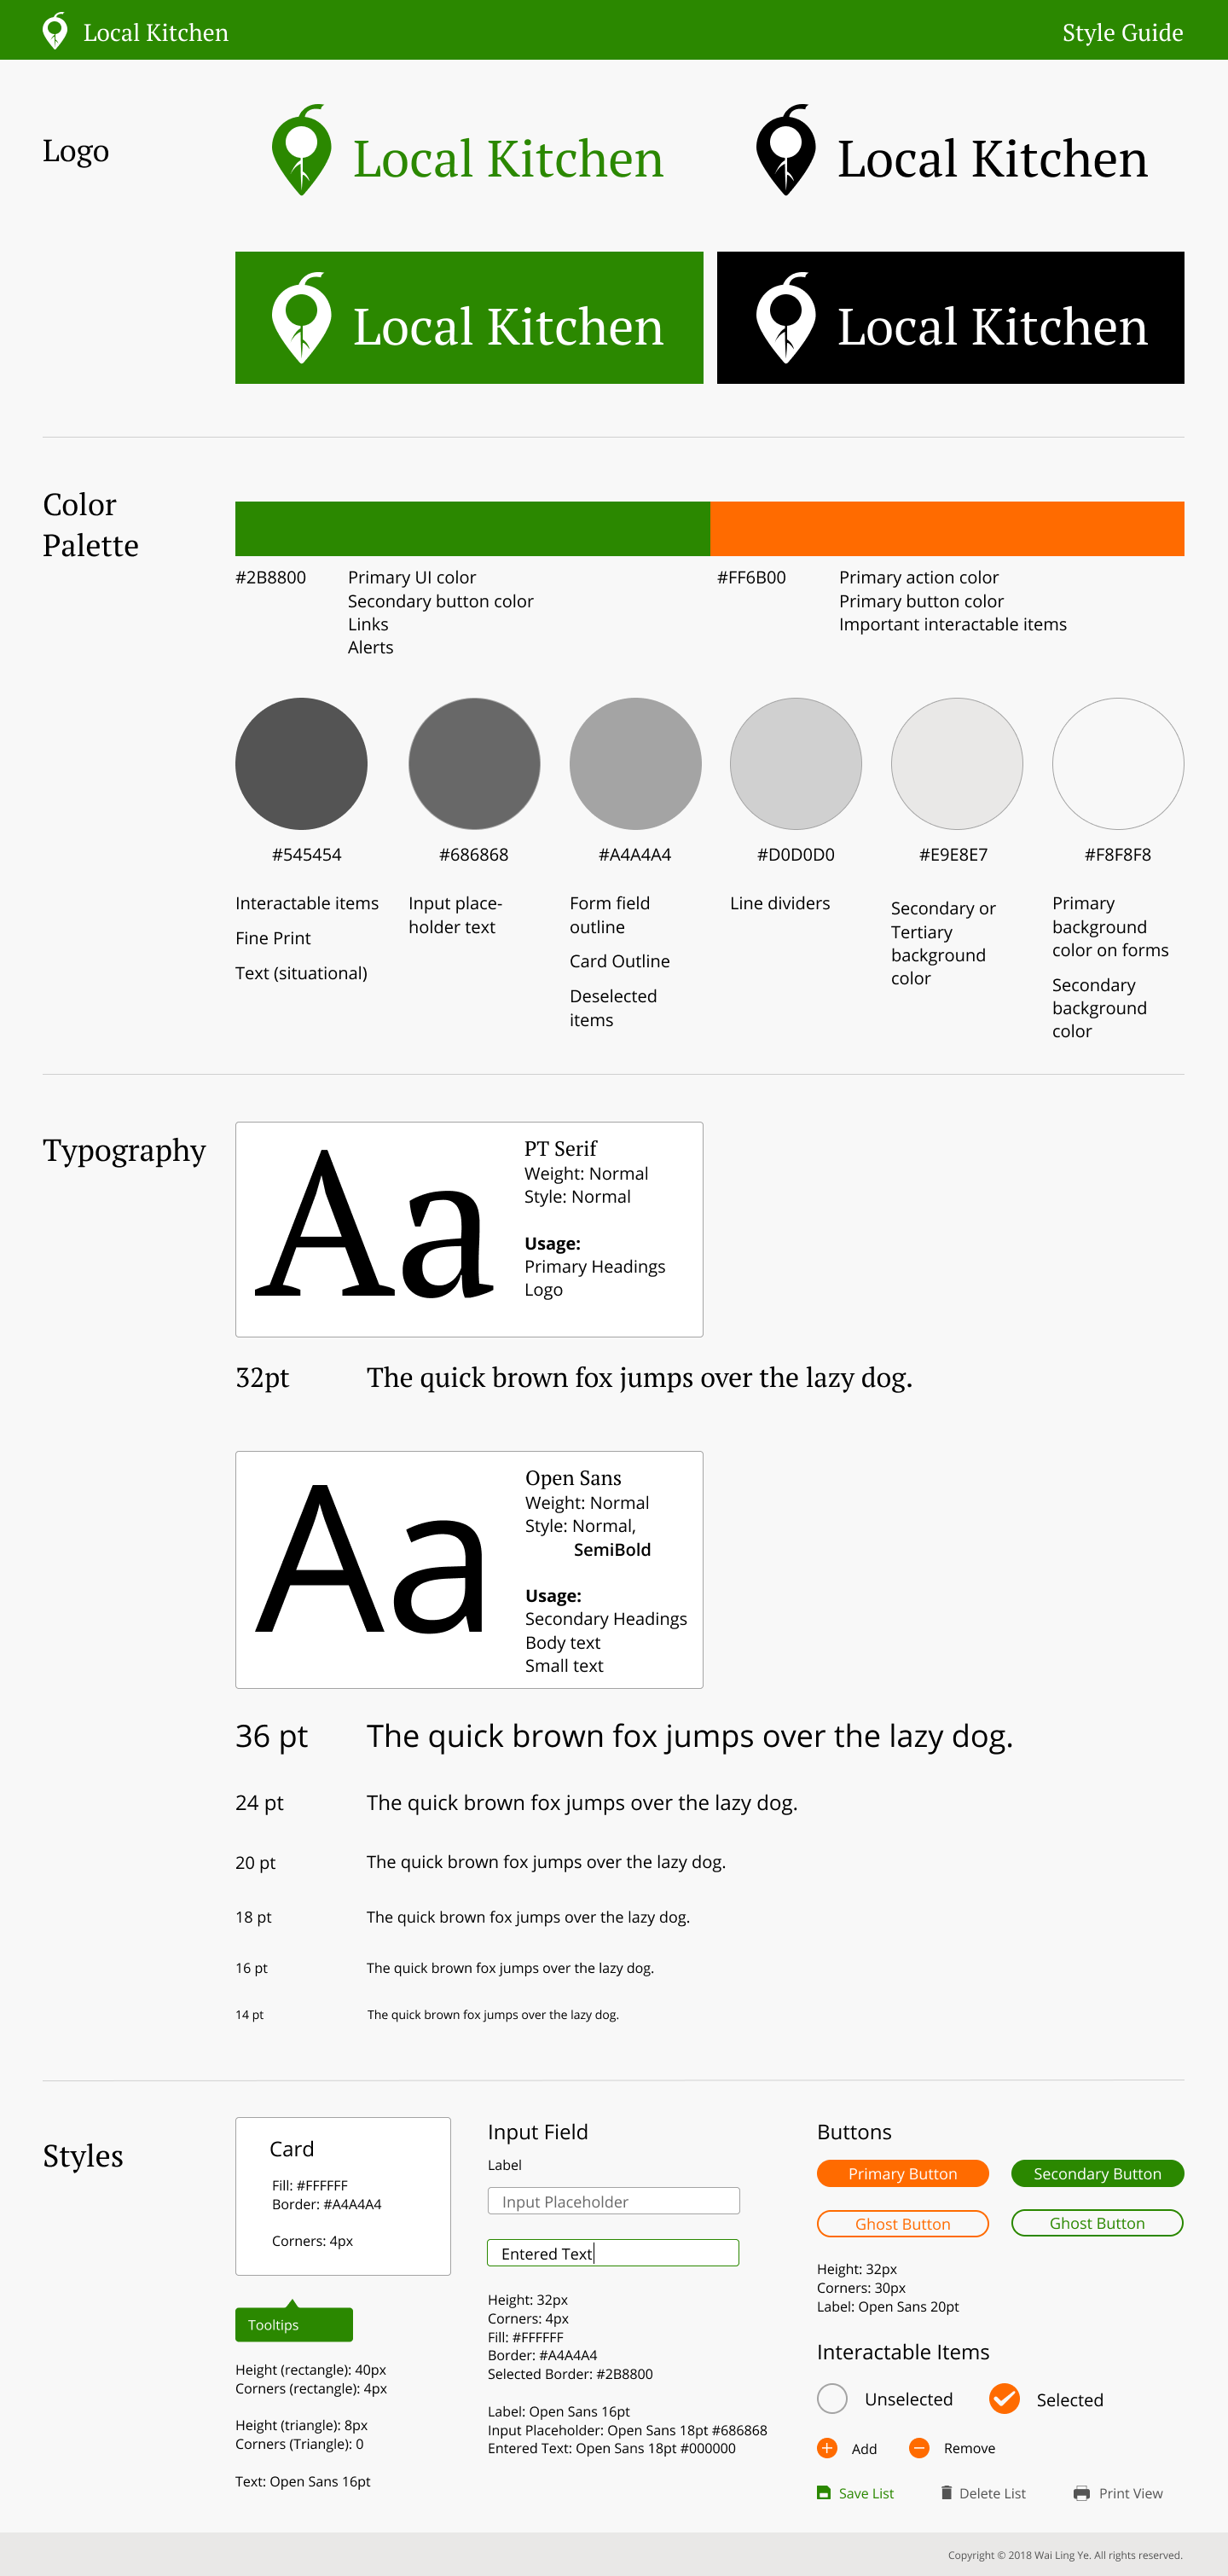 Local Kitchen
Style Guide
Logo
Local Kitchen
Local Kitchen
Local Kitchen
Local Kitchen
Color
Palette
#2B8800
Primary UI color
Secondary button color
Links
Alerts
#FF6B00
Primary action color
Primary button color
Important interactable items
#545454
Interactable items
Fine Print
Text (situational)
#686868
Input place-
holder text
#A4A4A4
Form field
outline
Card Outline
Deselected
items
#D0D0D0
Line dividers
#E9E8E7
Secondary or
Tertiary
background
color
#F8F8F8
Primary
background
color on forms
Secondary
background
color
Typography
Aa
PT Serif
Weight: Normal
Style: Normal
Usage:
Primary Headings
Logo
32pt
The quick brown fox jumps over the lazy dog.
Aa
Open Sans
Weight: Normal
Style: Normal,
SemiBold
Usage:
Secondary Headings
Body text
Small text
36 pt
The quick brown fox jumps over the lazy dog.
24 pt
The quick brown fox jumps over the lazy dog.
20 pt
The quick brown fox jumps over the lazy dog.
18 pt
The quick brown fox jumps over the lazy dog.
16 pt
The quick brown fox jumps over the lazy dog.
14 pt
The quick brown fox jumps over the lazy dog.
Styles
Card
Fill: #FFFFFF
Border: #A4A4A4
Corners: 4px
Tooltips
Height (rectangle): 40px
Corners (rectangle): 4px
Height (triangle): 8px
Corners (Triangle): 0
Text: Open Sans 16pt
Input Field
Label
Input Placeholder
Entered Text
Height: 32px
Corners: 4px
Fill: #FFFFFF
Border: #A4A4A4
Selected Border: #2B8800
Label: Open Sans 16pt
Input Placeholder: Open Sans 18pt #686868
Entered Text: Open Sans 18pt #000000
Buttons
Primary Button
Secondary Button
Ghost Button
Ghost Button
Height: 32px
Corners: 30px
Label: Open Sans 20pt
Interactable Items
Unselected
Selected
Add
Remove
Save List
Delete List
Print View
Copyright © 2018 Wai Ling Ye. All rights reserved.